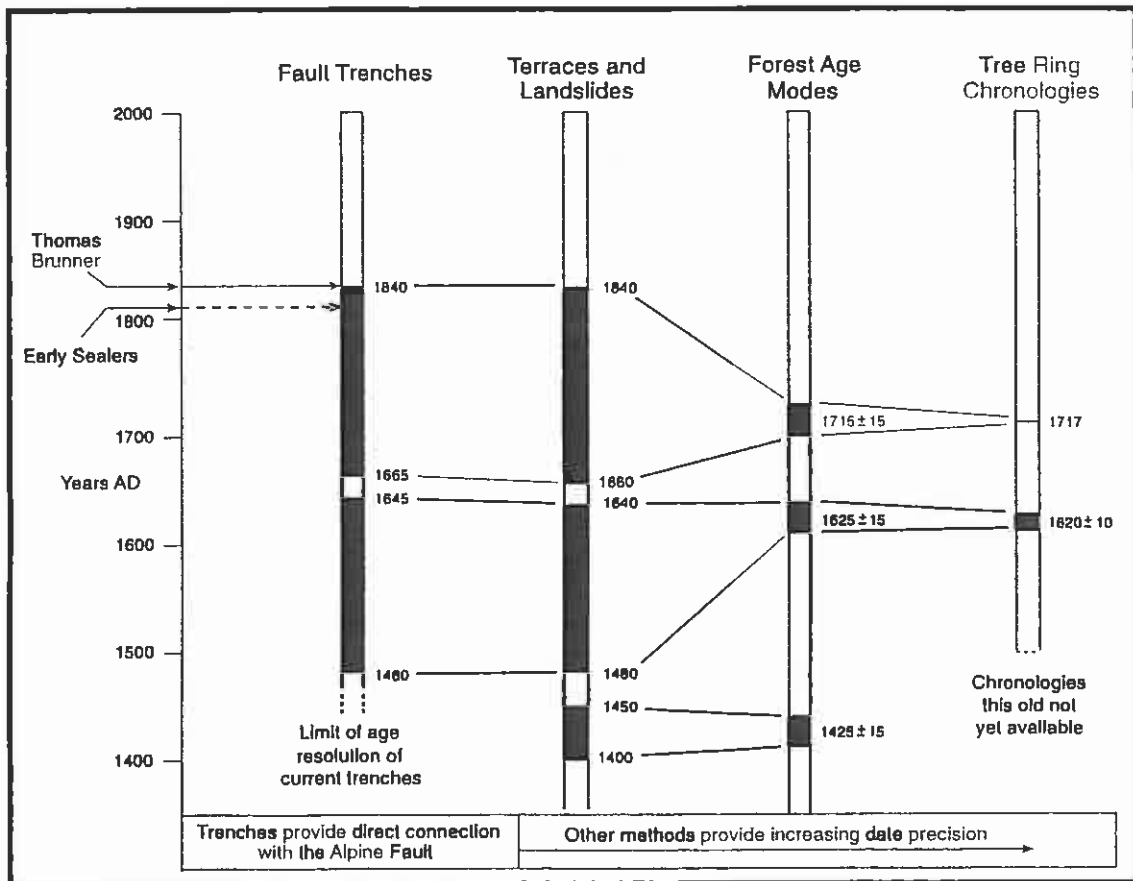 Fault Trenches
Terraces and
Landslides
Forest Age
Modes
Tree Ring
Chronologies
2000
1900
1800
1700
1600
1500
1400
Years AD
Thomas
Brunner
Early Sealers
1840
1665
1645
1460
Limit of age
resolution of
current trenches
1840
1660
1640
1460
1450
1400
1715 ± 15
1625 ± 15
1425 ± 15
1717
1620 ± 10
Chronologies
this old not
yet available
Trenches provide direct connection
with the Alpine Fault
Other methods provide increasing date precision